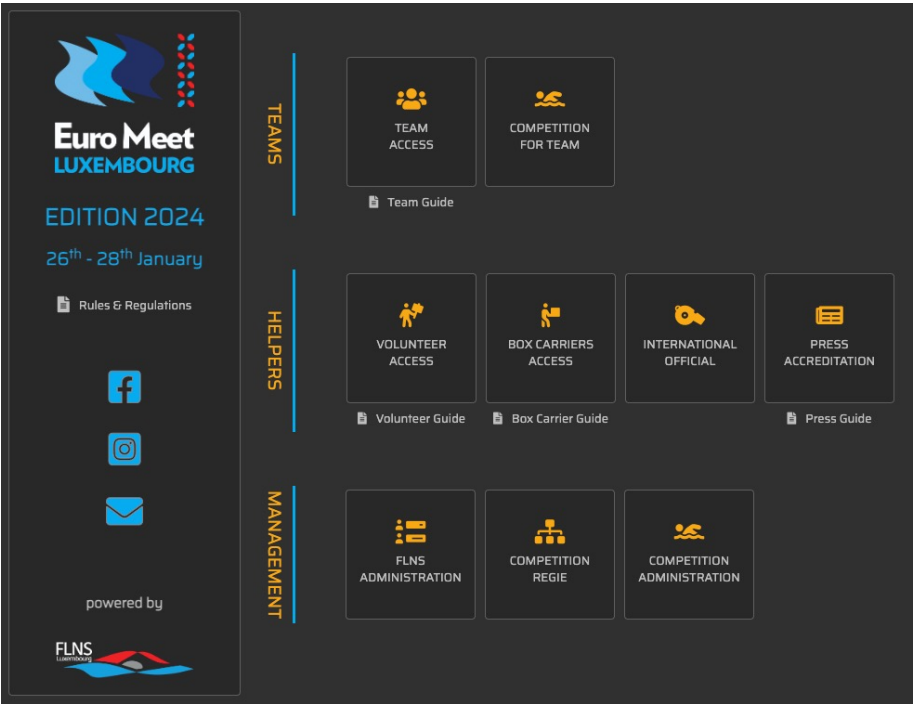 Euro Meet
LUXEMBOURG
EDITION 2024
26th - 28th January
Rules & Regulations
powered by
FLNS
Luxembourg
TEAMS
TEAM
ACCESS
COMPETITION
FOR TEAM
Team Guide
HELPERS
VOLUNTEER
ACCESS
BOX CARRIERS
ACCESS
INTERNATIONAL
OFFICIAL
PRESS
ACCREDITATION
Volunteer Guide
Box Carrier Guide
Press Guide
MANAGEMENT
FLNS
ADMINISTRATION
COMPETITION
REGIE
COMPETITION
ADMINISTRATION